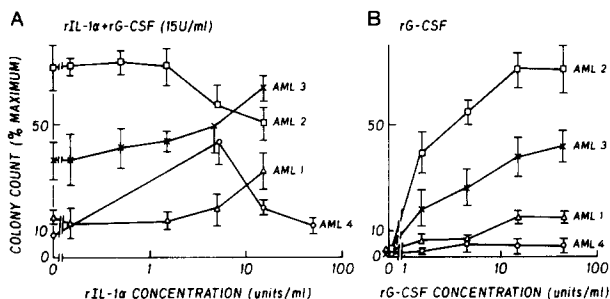 A
rIL-1α+rG-CSF (15U/ml)
COLONY COUNT (% MAXIMUM)
50
10
0
AML 3
AML 2
AML 1
AML 4
0
1
10
100
rIL-1α CONCENTRATION (units/ml)
B
rG-CSF
50
10
0
AML 2
AML 3
AML 1
AML 4
0
1
10
100
rG-CSF CONCENTRATION (units/ml)